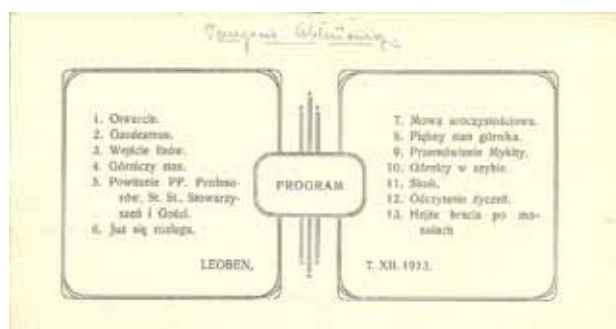 1. Otwarcie.
2. Gaudeamus.
3. Wejście lisów.
4. Górniczy stan.
5. Powitanie PP. Profeso-
rów, St. St., Stowarzy-
szeń i Gości.
6. Już się rozlega.
LEOBEN,
PROGRAM
7. Mowa uroczystościowa.
8. Piękny stan górnika.
9. Przemówienie Mykity.
10. Górnicy w szybie.
11. Skok.
12. Odczytanie życzeń.
13. Hejże bracia po mo-
zołach
7. XII. 1913.